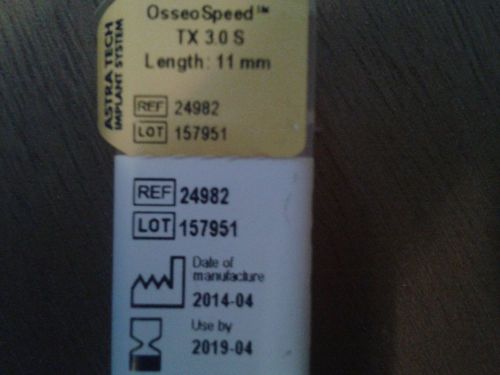 OsseoSpeed™
TX 3.0 S
Length: 11 mm
ASTRA TECH
IMPLANT SYSTEM
REF 24982
LOT 157951
REF 24982
LOT 157951
Date of
manufacture
2014-04
Use by
2019-04